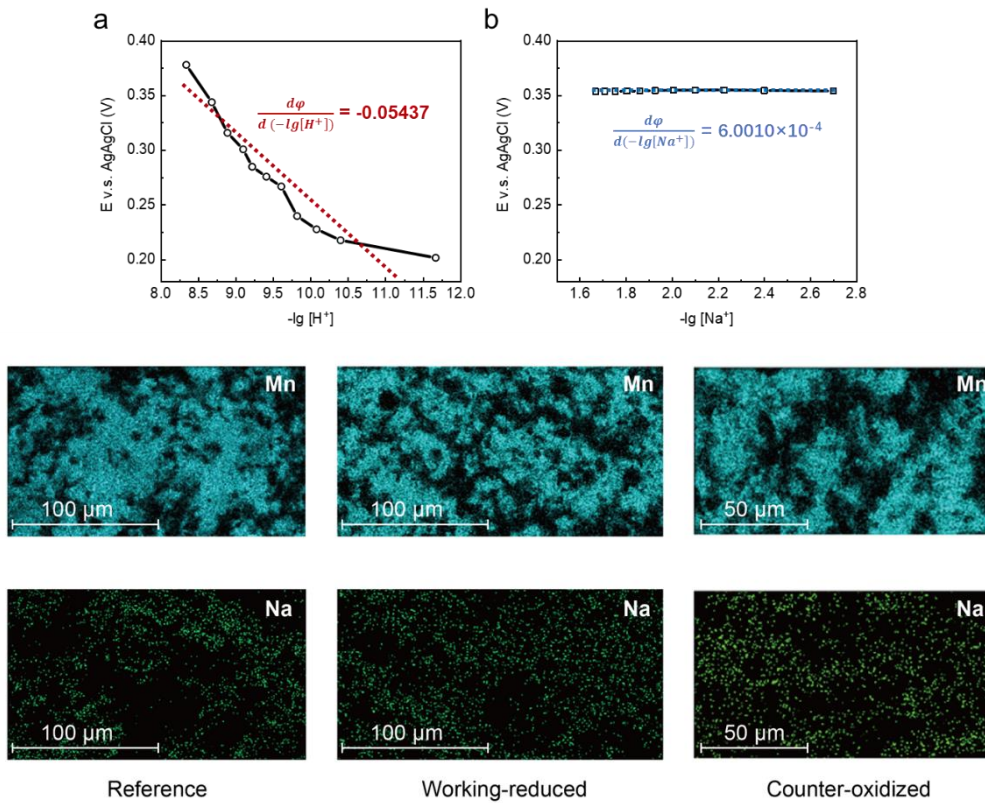 a
E v.s. AgAgCl (V)
0.40
0.35
0.30
0.25
0.20
dφ / d (-lg[H⁺]) = -0.05437
8.0 8.5 9.0 9.5 10.0 10.5 11.0 11.5 12.0
-lg [H⁺]
b
E v.s. AgAgCl (V)
0.40
0.35
0.30
0.25
0.20
dφ / d(-lg[Na⁺]) = 6.0010×10⁻⁴
1.6 1.8 2.0 2.2 2.4 2.6 2.8
-lg [Na⁺]
Mn
100 µm
Mn
100 µm
Mn
50 µm
Na
100 µm
Na
100 µm
Na
50 µm
Reference
Working-reduced
Counter-oxidized